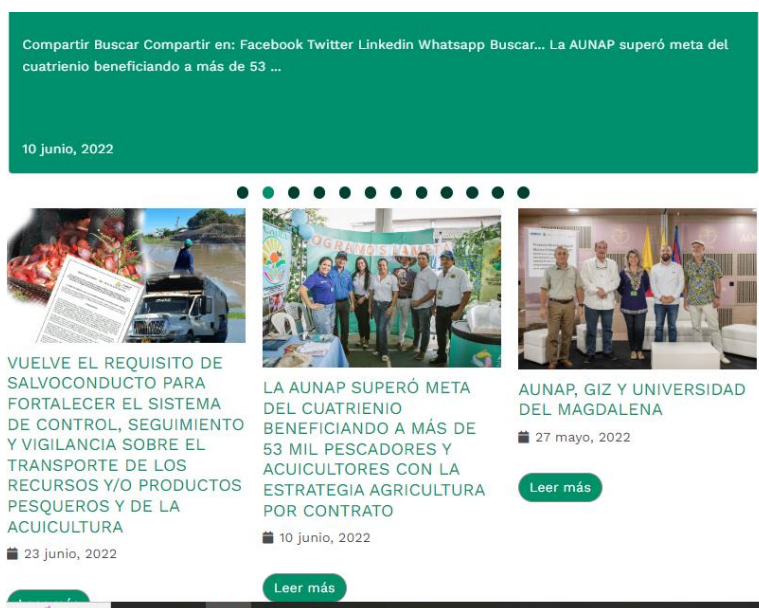 Compartir Buscar Compartir en: Facebook Twitter Linkedin Whatsapp Buscar... La AUNAP superó meta del
cuatrienio beneficiando a más de 53 ...
10 junio, 2022
VUELVE EL REQUISITO DE
SALVOCONDUCTO PARA
FORTALECER EL SISTEMA
DE CONTROL, SEGUIMIENTO
Y VIGILANCIA SOBRE EL
TRANSPORTE DE LOS
RECURSOS Y/O PRODUCTOS
PESQUEROS Y DE LA
ACUICULTURA
23 junio, 2022
LA AUNAP SUPERÓ META
DEL CUATRIENIO
BENEFICIANDO A MÁS DE
53 MIL PESCADORES Y
ACUICULTORES CON LA
ESTRATEGIA AGRICULTURA
POR CONTRATO
10 junio, 2022
Leer más
AUNAP, GIZ Y UNIVERSIDAD
DEL MAGDALENA
27 mayo, 2022
Leer más